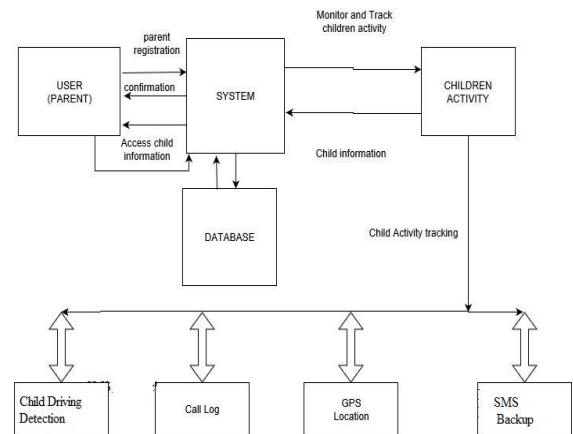 Monitor and Track
children activity
parent
registration
USER
(PARENT)
confirmation
SYSTEM
CHILDREN
ACTIVITY
Access child
information
Child information
DATABASE
Child Activity tracking
Child Driving
Detection
Call Log
GPS
Location
SMS
Backup